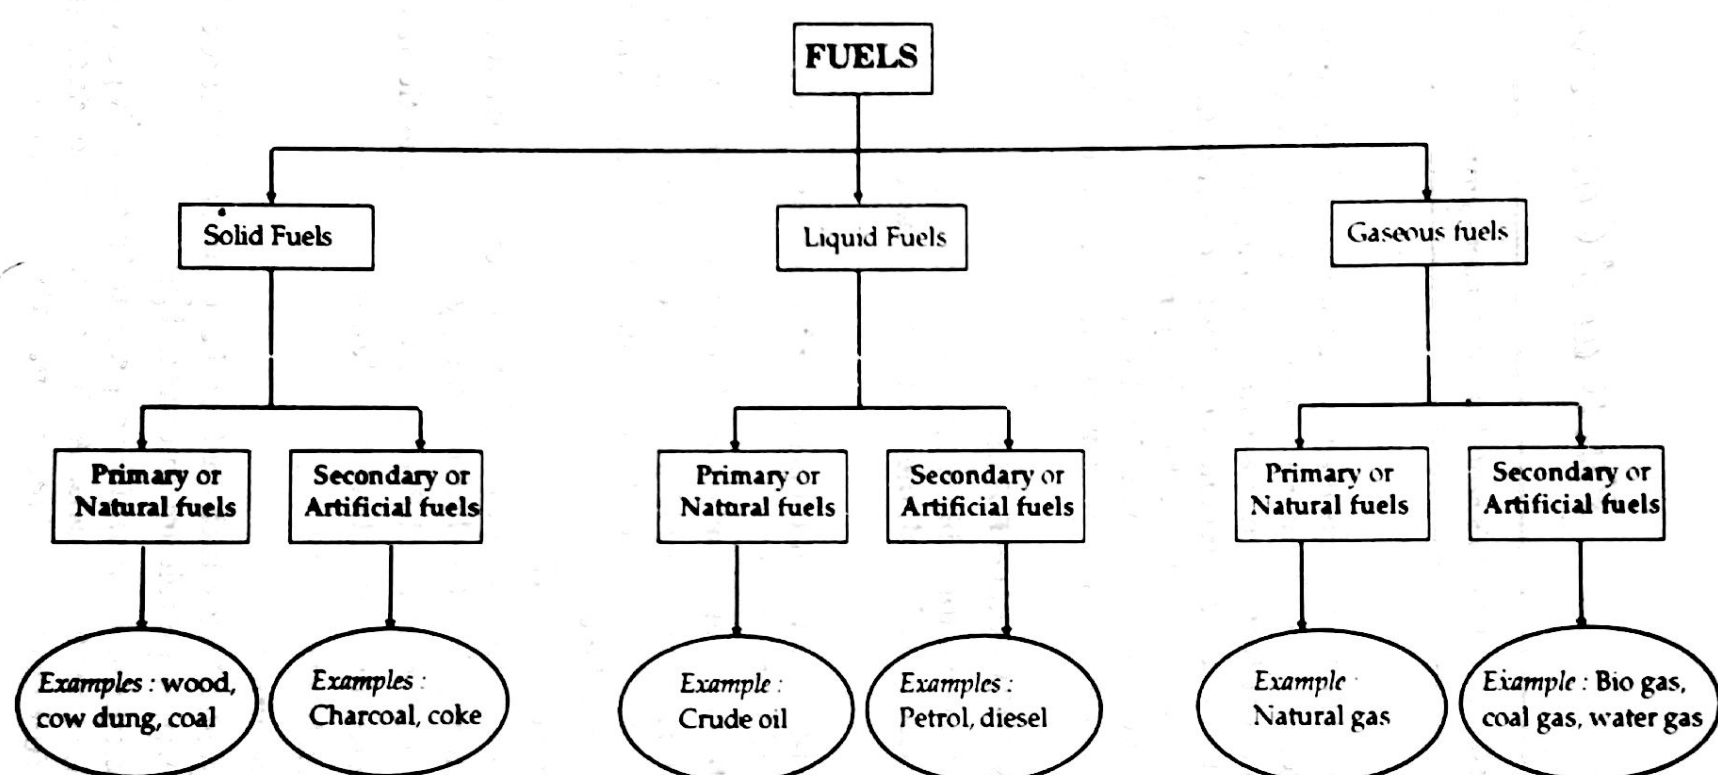 FUELS
Solid Fuels
Liquid Fuels
Gaseous fuels
Primary or
Natural fuels
Secondary or
Artificial fuels
Primary or
Natural fuels
Secondary or
Artificial fuels
Primary or
Natural fuels
Secondary or
Artificial fuels
Examples : wood,
cow dung, coal
Examples :
Charcoal, coke
Example :
Crude oil
Examples :
Petrol, diesel
Example :
Natural gas
Example : Bio gas,
coal gas, water gas